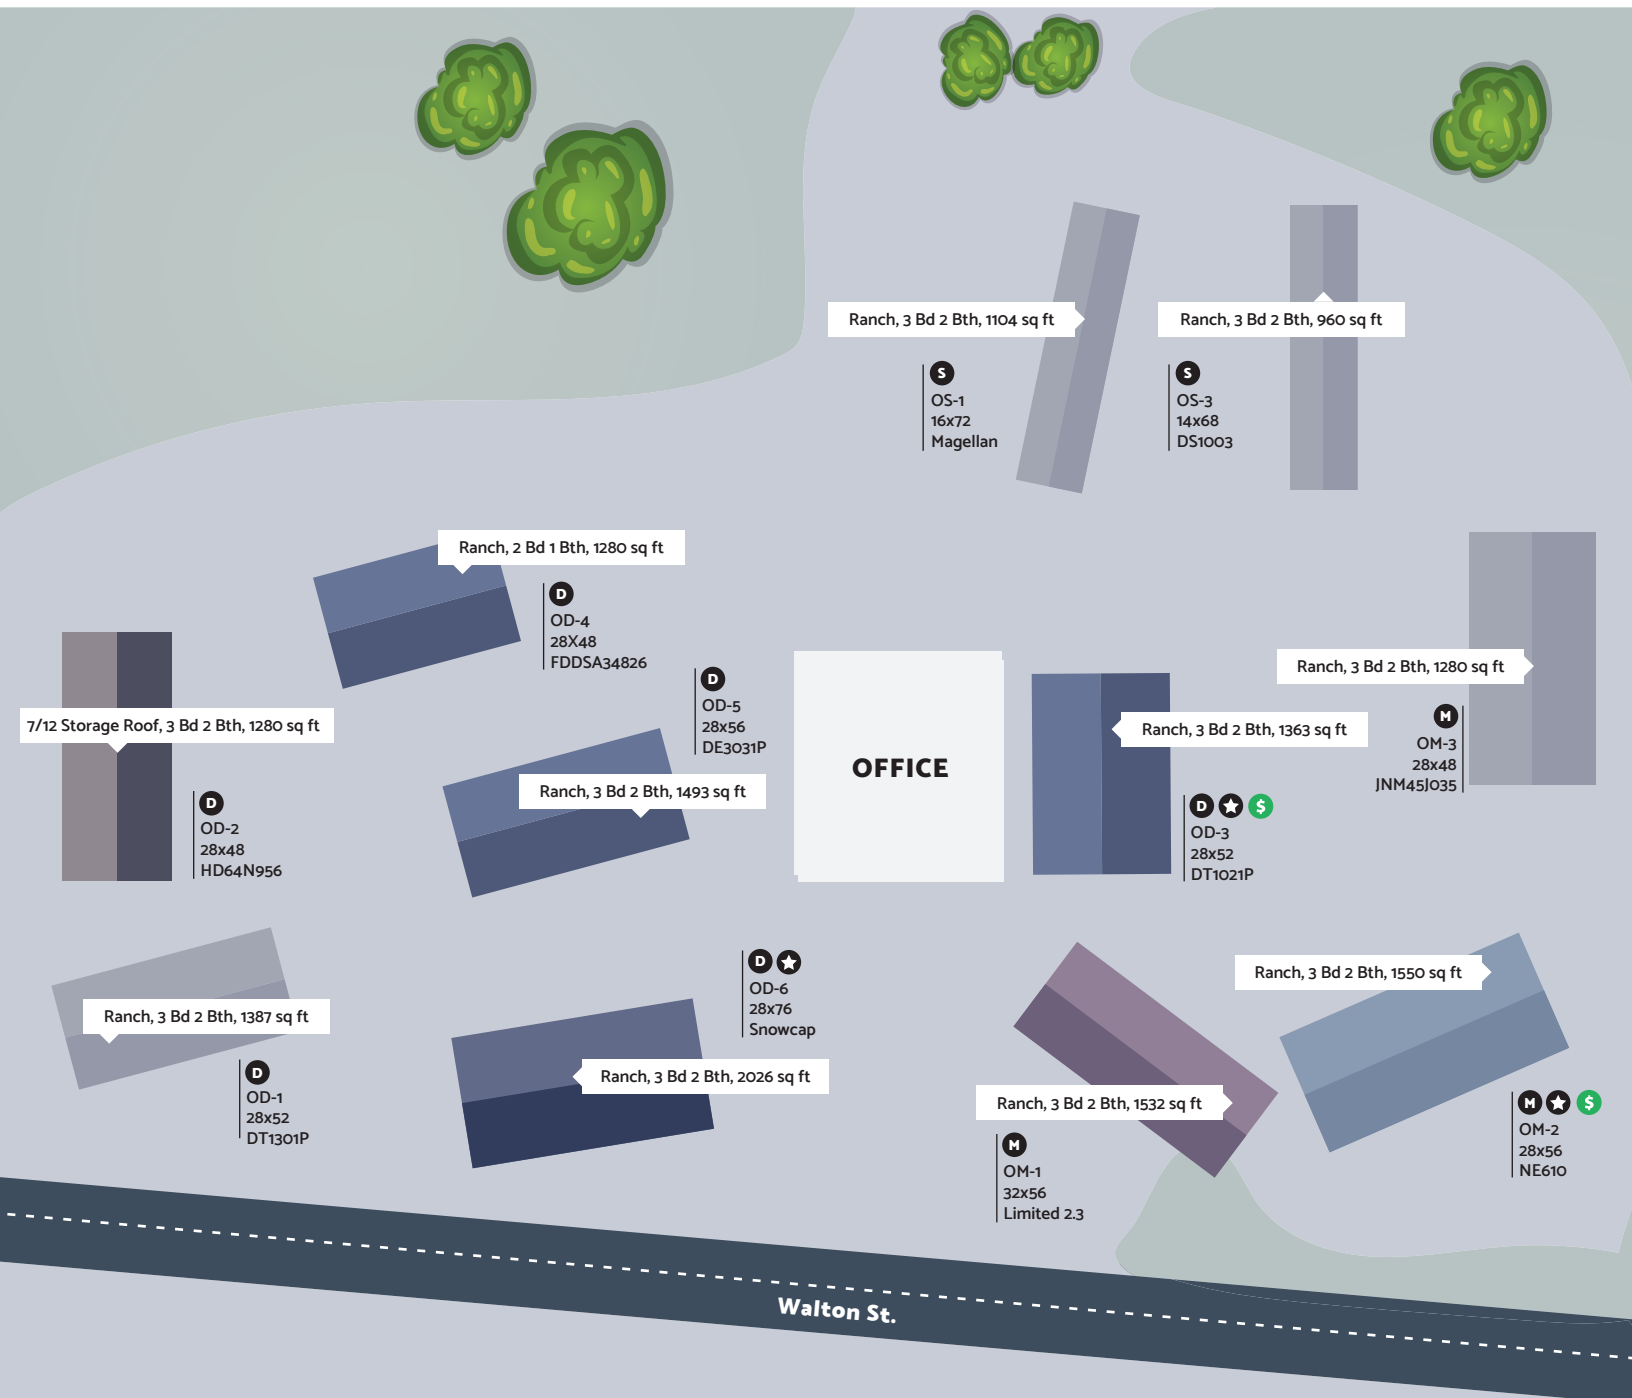 Ranch, 3 Bd 2 Bth, 1104 sq ft
S
OS-1
16x72
Magellan
Ranch, 3 Bd 2 Bth, 960 sq ft
S
OS-3
14x68
DS1003
Ranch, 2 Bd 1 Bth, 1280 sq ft
D
OD-4
28X48
FDDSA34826
7/12 Storage Roof, 3 Bd 2 Bth, 1280 sq ft
D
OD-2
28x48
HD64N956
D
OD-5
28x56
DE3031P
Ranch, 3 Bd 2 Bth, 1493 sq ft
OFFICE
Ranch, 3 Bd 2 Bth, 1363 sq ft
D $
OD-3
28x52
DT1021P
Ranch, 3 Bd 2 Bth, 1280 sq ft
M
OM-3
28x48
JNM45J035
Ranch, 3 Bd 2 Bth, 1387 sq ft
D
OD-1
28x52
DT1301P
D
OD-6
28x76
Snowcap
Ranch, 3 Bd 2 Bth, 2026 sq ft
Ranch, 3 Bd 2 Bth, 1532 sq ft
M
OM-1
32x56
Limited 2.3
Ranch, 3 Bd 2 Bth, 1550 sq ft
M $
OM-2
28x56
NE610
Walton St.